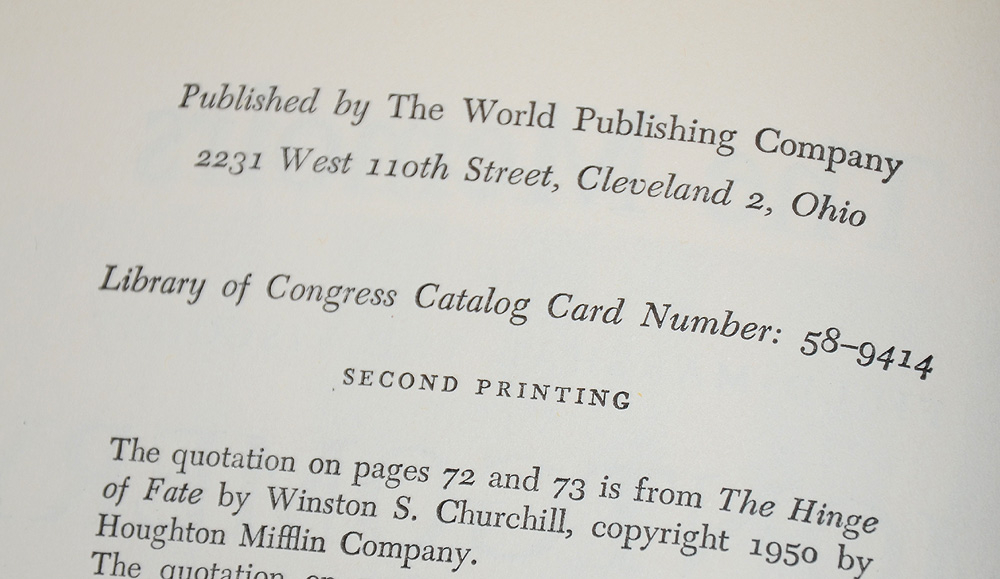 Published by The World Publishing Company
2231 West 110th Street, Cleveland 2, Ohio
Library of Congress Catalog Card Number: 58–9414
SECOND PRINTING
The quotation on pages 72 and 73 is from The Hinge
of Fate by Winston S. Churchill, copyright 1950 by
Houghton Mifflin Company.
The quotation